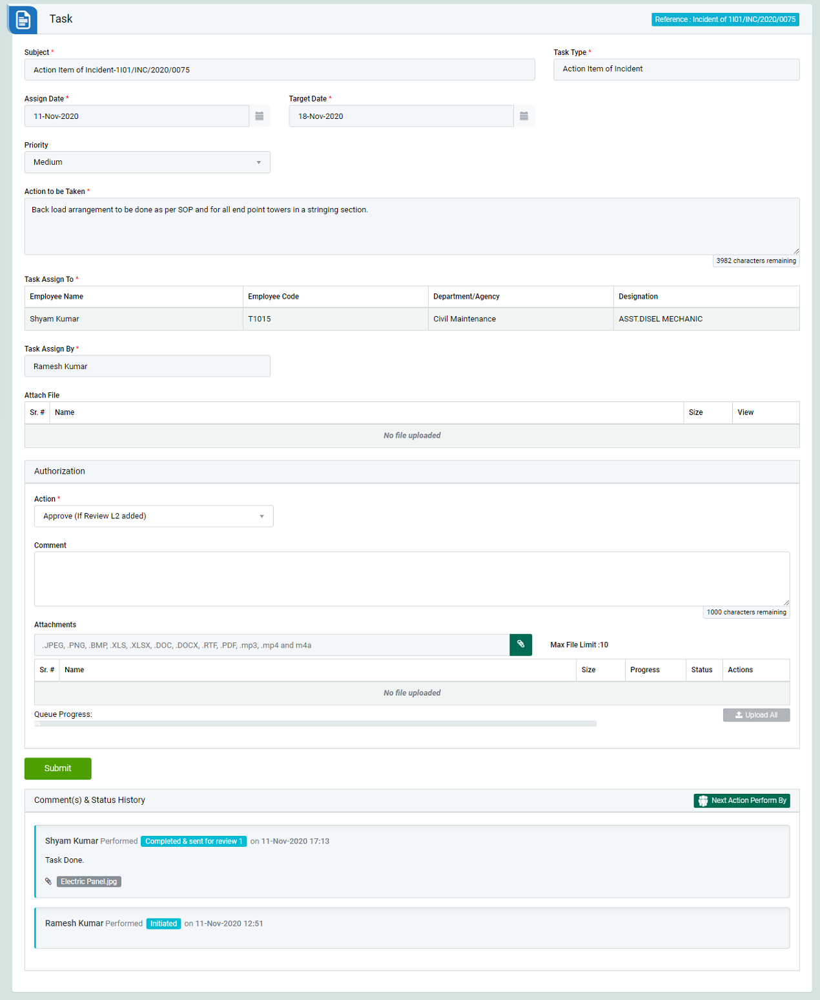 Task
Reference : Incident of 1I01/INC/2020/0075
Subject *
Task Type *
Action Item of Incident-1I01/INC/2020/0075
Action Item of Incident
Assign Date *
Target Date *
11-Nov-2020
18-Nov-2020
Priority
Medium
Action to be Taken *
Back load arrangement to be done as per SOP and for all end point towers in a stringing section.
3982 characters remaining
Task Assign To *
Employee Name Employee Code Department/Agency Designation
Shyam Kumar T1015 Civil Maintenance ASST.DISEL MECHANIC
Task Assign By *
Ramesh Kumar
Attach File
Sr. # Name Size View
No file uploaded
Authorization
Action *
Approve (If Review L2 added)
Comment
1000 characters remaining
Attachments
.JPEG, .PNG, .BMP, .XLS, .XLSX, .DOC, .DOCX, .RTF, .PDF, .mp3, .mp4 and m4a
Max File Limit :10
Sr. # Name Size Progress Status Actions
No file uploaded
Queue Progress:
Upload All
Submit
Comment(s) & Status History
Next Action Perform By
Shyam Kumar Performed Completed & sent for review 1 on 11-Nov-2020 17:13
Task Done.
Electric Panel.jpg
Ramesh Kumar Performed Initiated on 11-Nov-2020 12:51